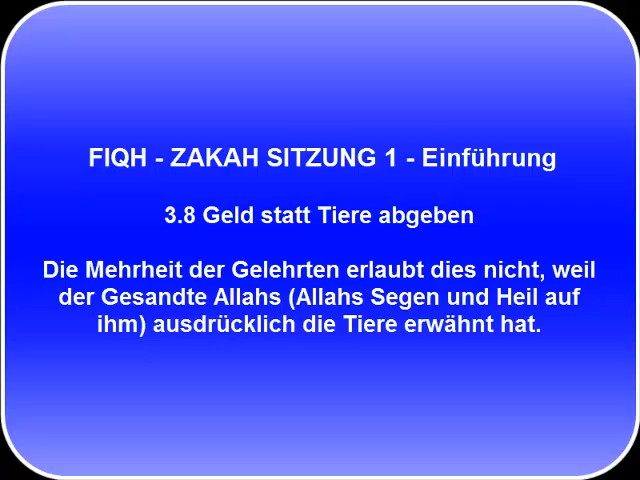 FIQH - ZAKAH SITZUNG 1 - Einführung
3.8 Geld statt Tiere abgeben
Die Mehrheit der Gelehrten erlaubt dies nicht, weil
der Gesandte Allahs (Allahs Segen und Heil auf
ihm) ausdrücklich die Tiere erwähnt hat.